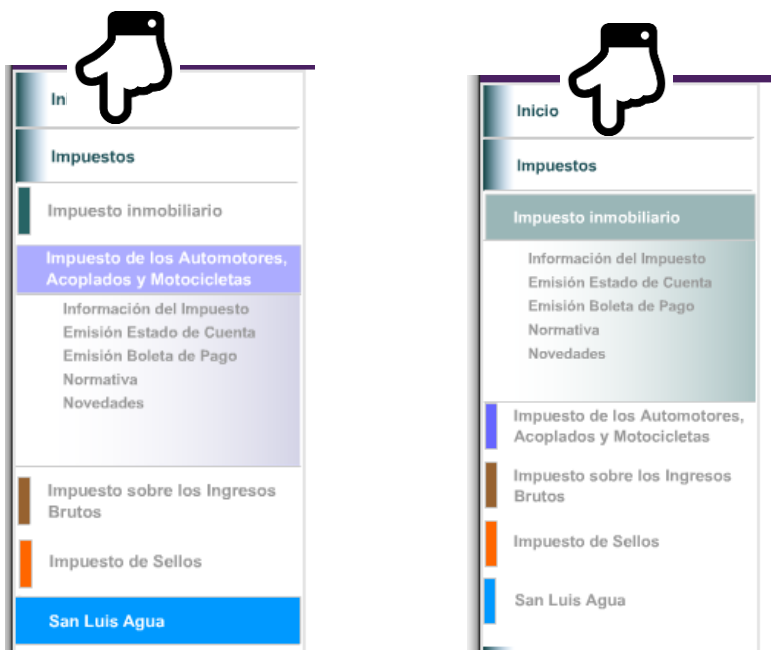 Impuestos
Impuesto inmobiliario
Impuesto de los Automotores,
Acoplados y Motocicletas
Información del Impuesto
Emisión Estado de Cuenta
Emisión Boleta de Pago
Normativa
Novedades
Impuesto sobre los Ingresos
Brutos
Impuesto de Sellos
San Luis Agua
Inicio
Impuestos
Impuesto inmobiliario
Información del Impuesto
Emisión Estado de Cuenta
Emisión Boleta de Pago
Normativa
Novedades
Impuesto de los Automotores,
Acoplados y Motocicletas
Impuesto sobre los Ingresos
Brutos
Impuesto de Sellos
San Luis Agua